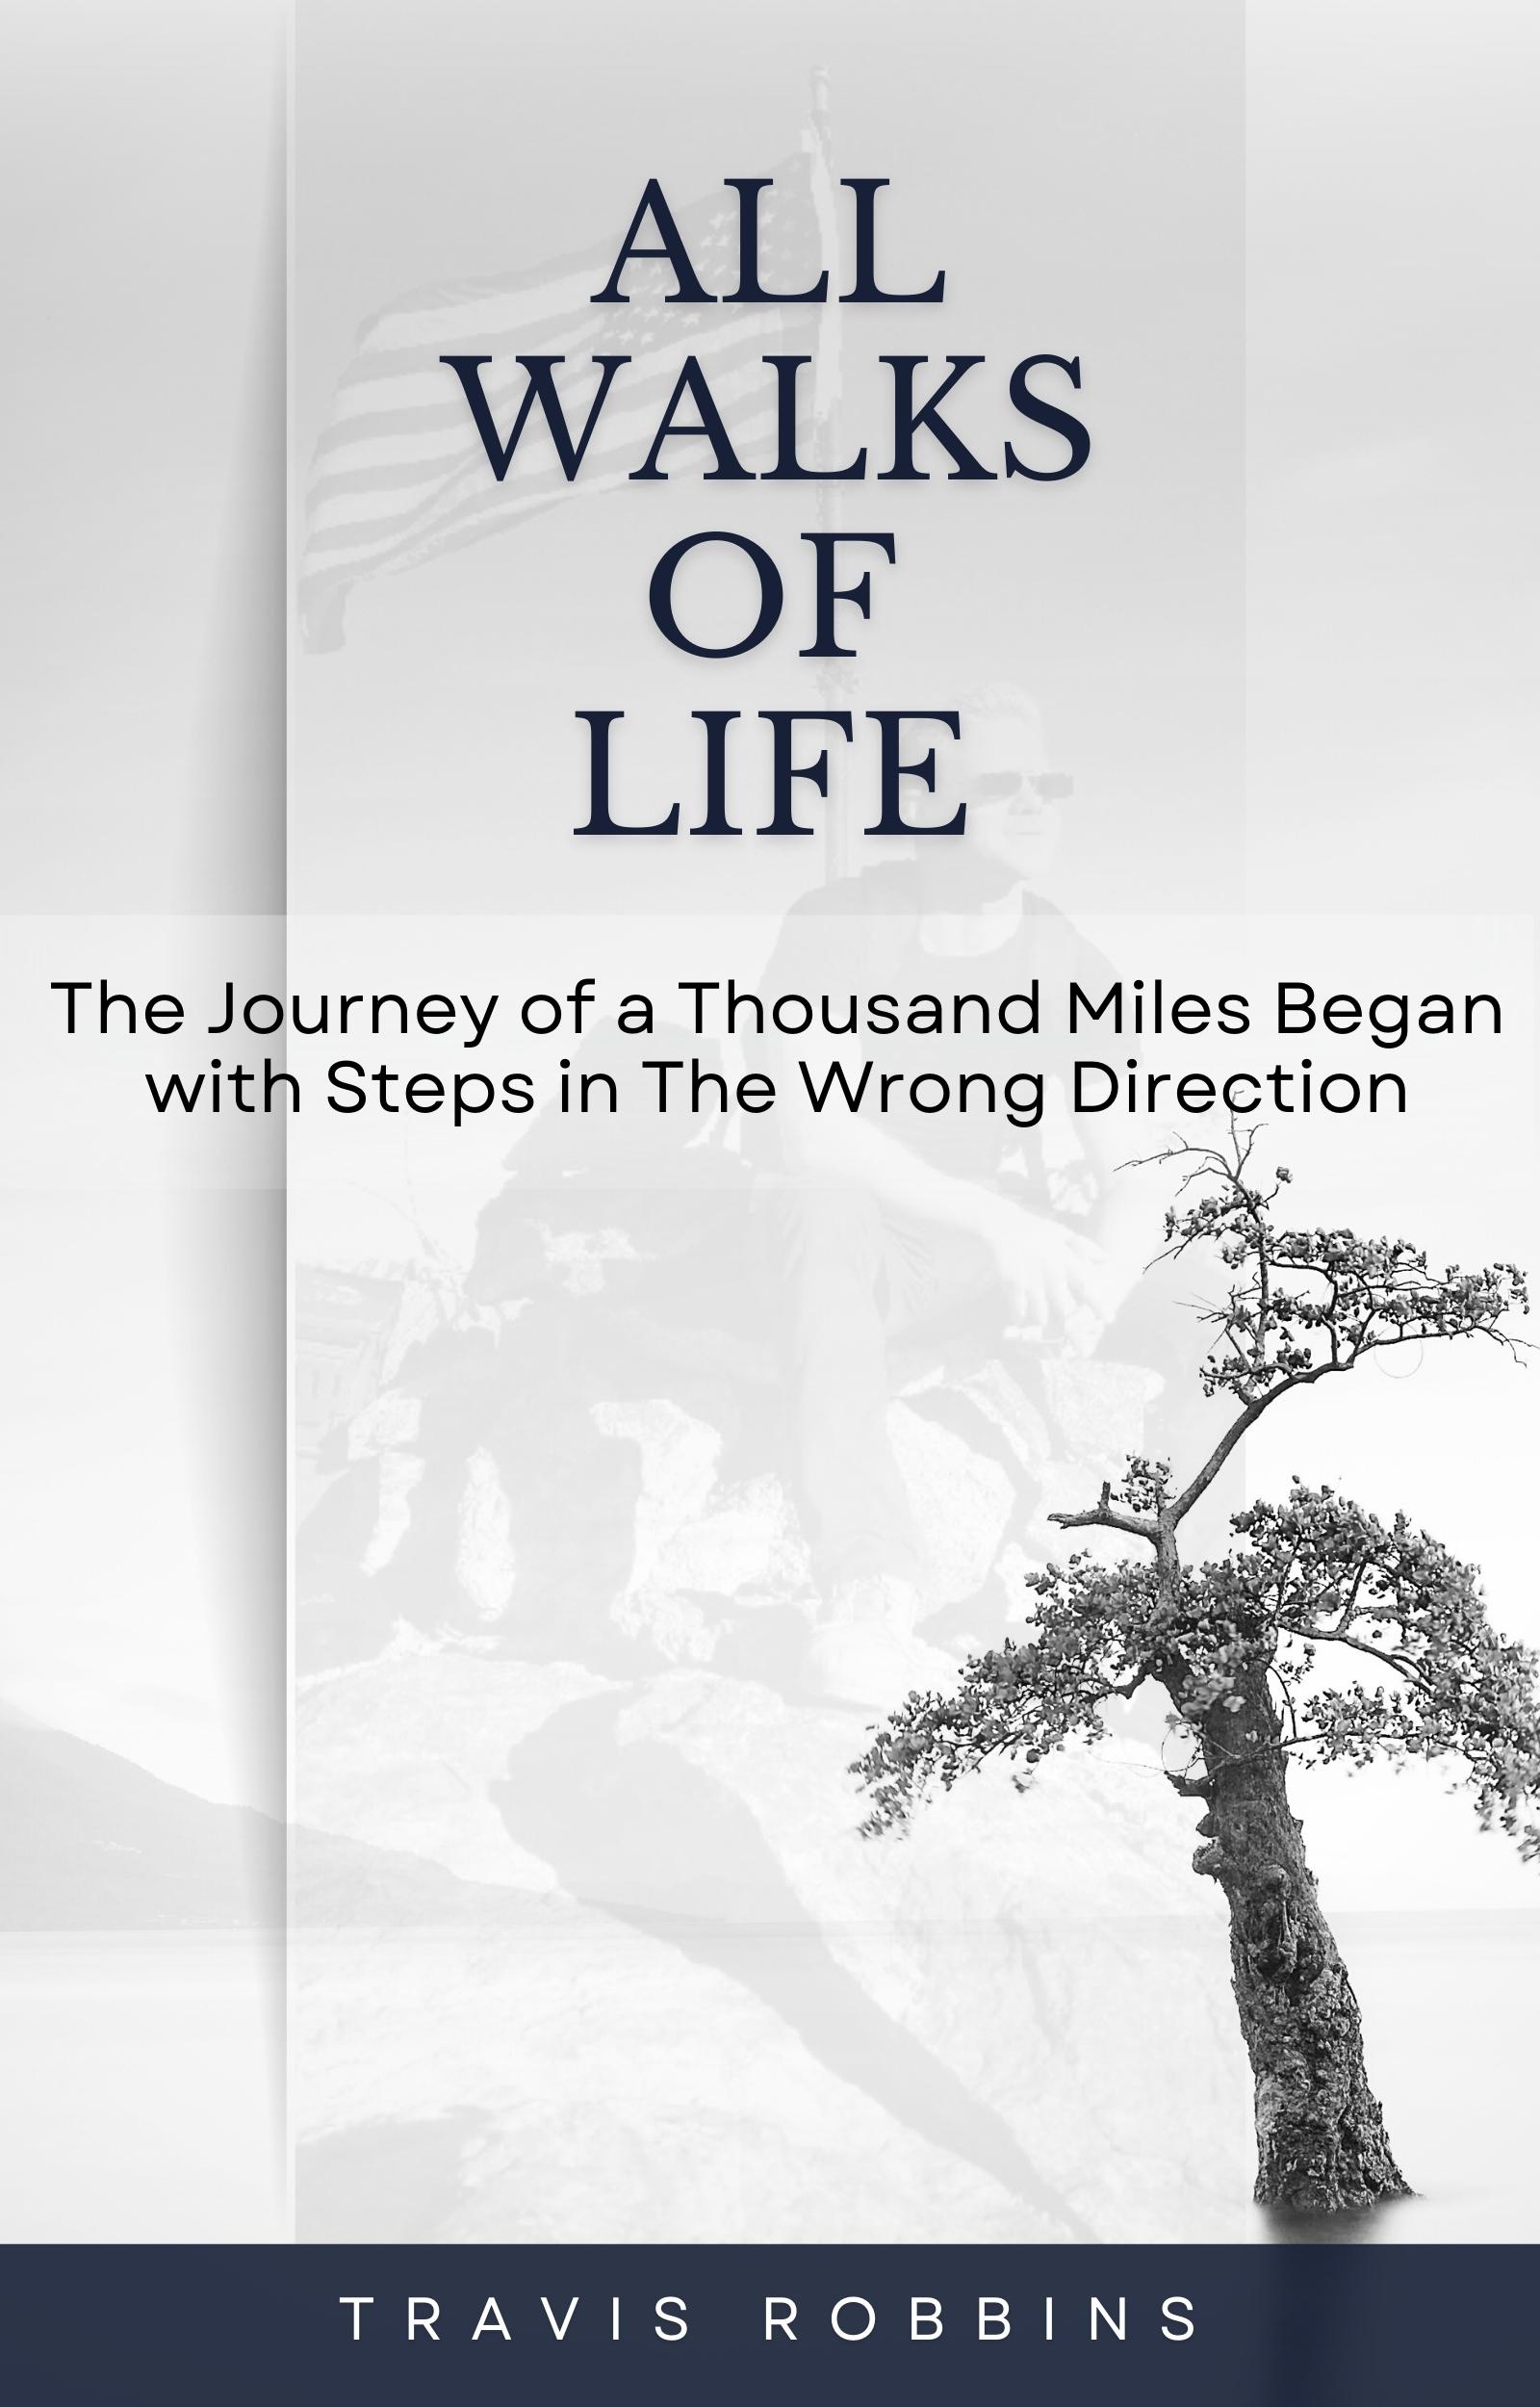 ALL
WALKS
OF
LIFE
The Journey of a Thousand Miles Began
with Steps in The Wrong Direction
TRAVIS ROBBINS